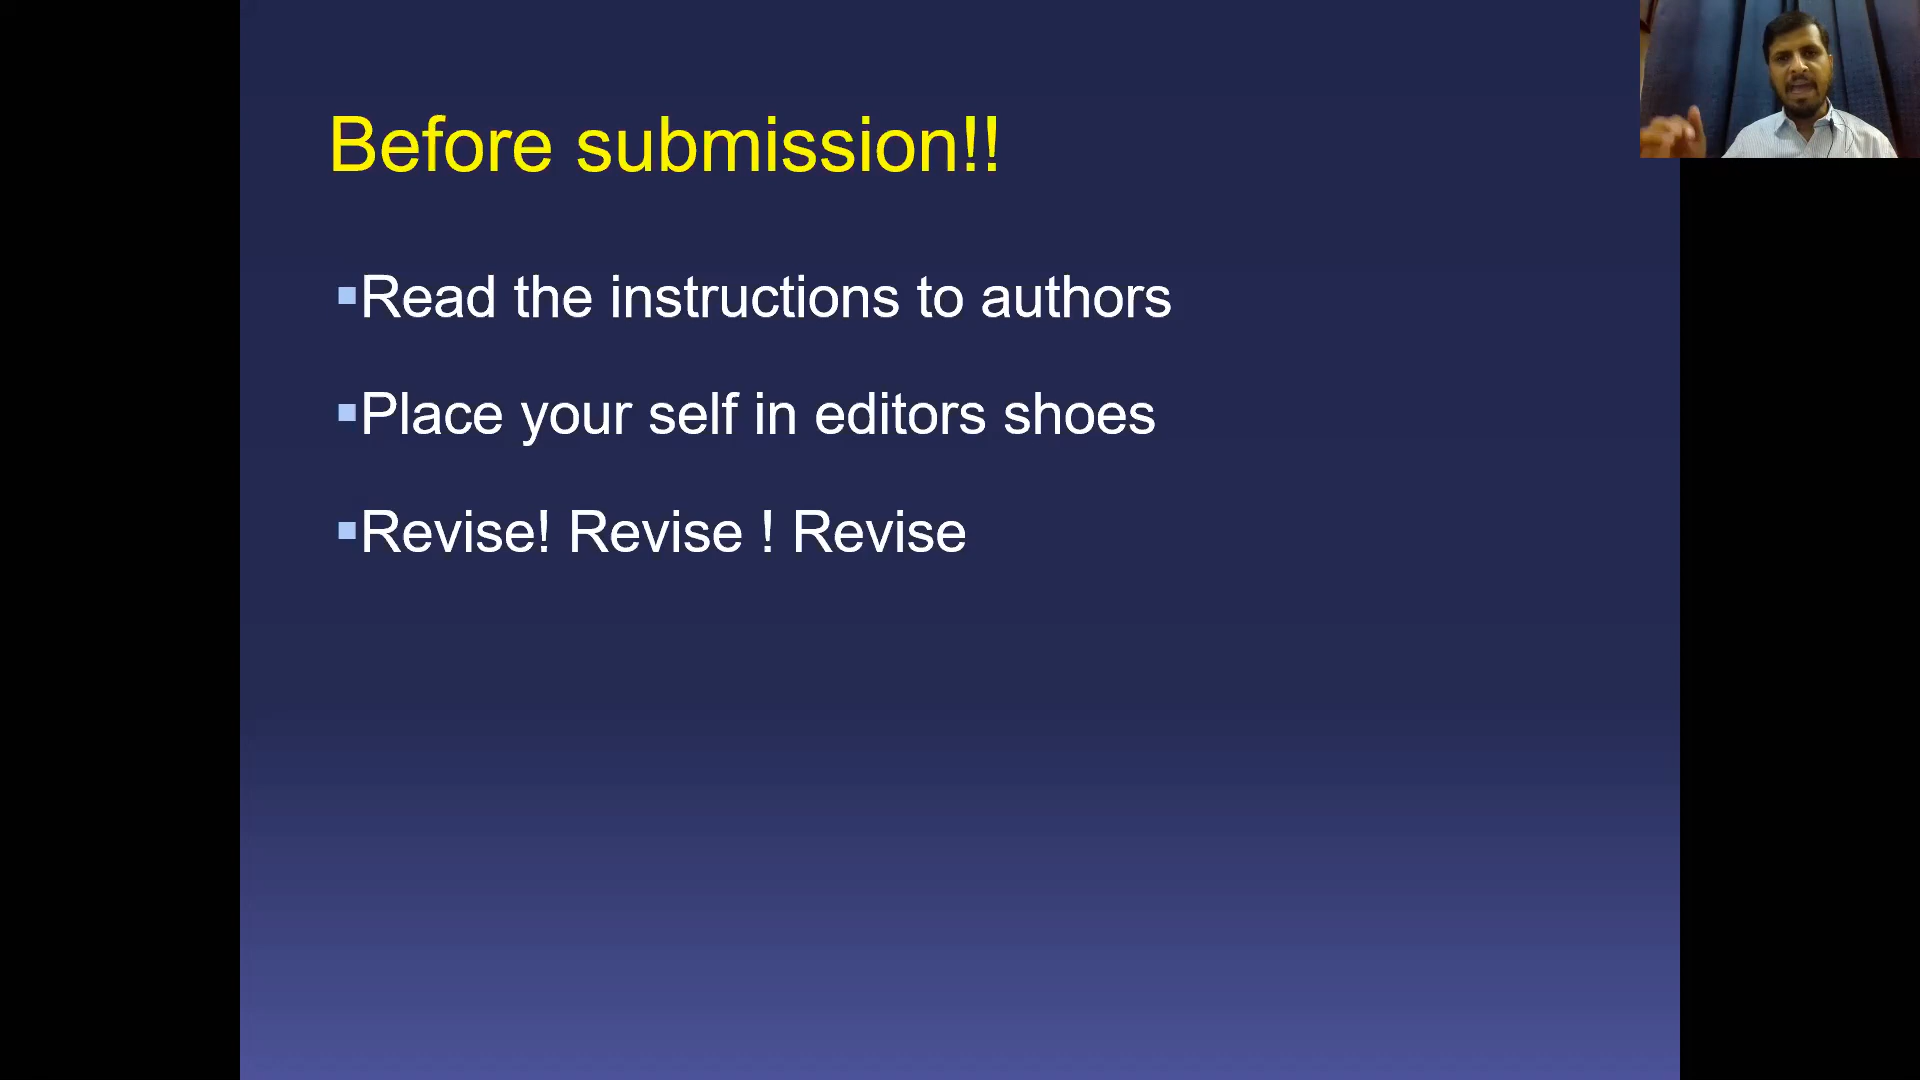 Before submission!!
▪Read the instructions to authors
▪Place your self in editors shoes
▪Revise! Revise ! Revise